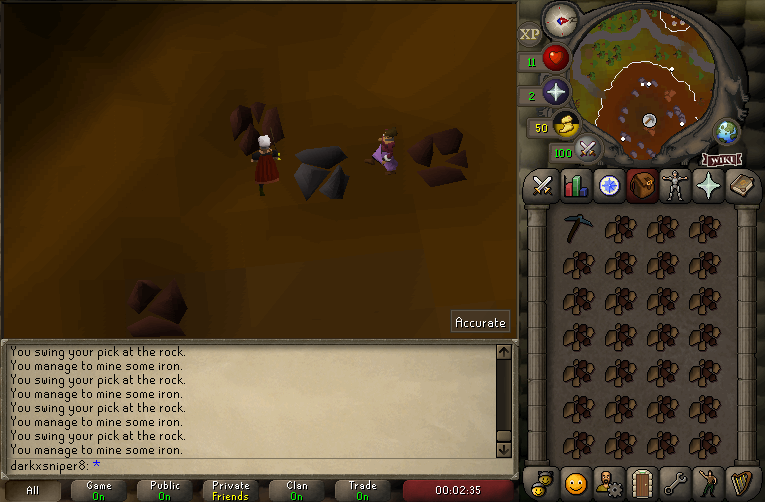 XP
11
2
50
100
WIKI
Accurate
You swing your pick at the rock.
You manage to mine some iron.
You swing your pick at the rock.
You manage to mine some iron.
You swing your pick at the rock.
You manage to mine some iron.
You swing your pick at the rock.
You manage to mine some iron.
darkxsniper8: *
All
Game
On
Public
On
Private
Friends
Clan
On
Trade
On
00:02:35